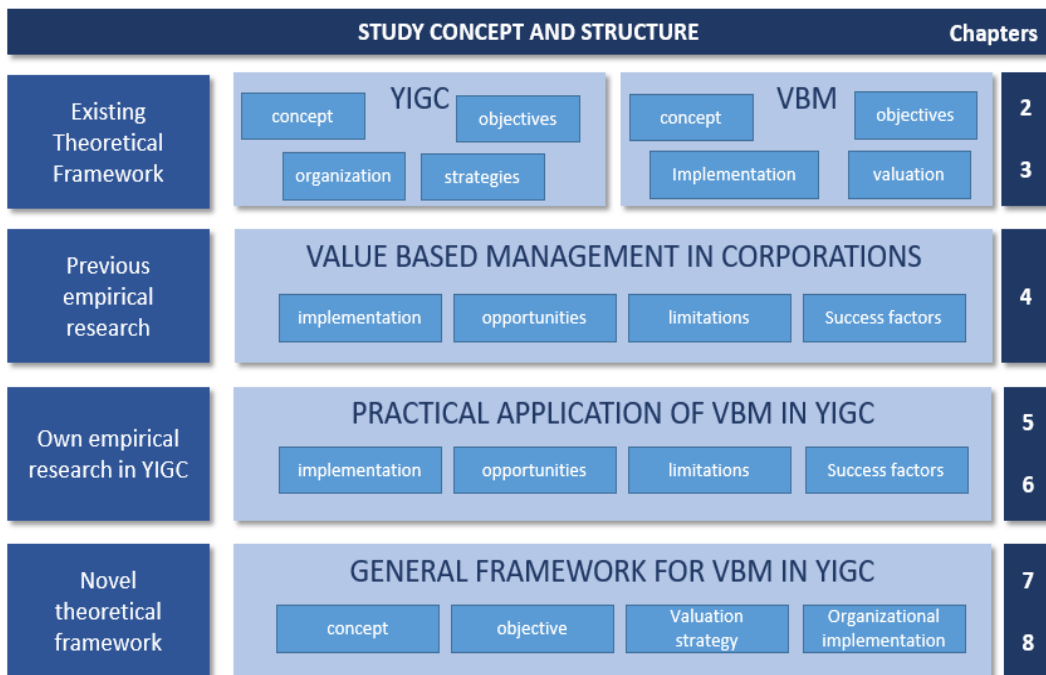 STUDY CONCEPT AND STRUCTURE Chapters
Existing
Theoretical
Framework
YIGC
concept
objectives
organization
strategies
VBM
concept
objectives
Implementation
valuation
2
3
Previous
empirical
research
VALUE BASED MANAGEMENT IN CORPORATIONS
implementation
opportunities
limitations
Success factors
4
Own empirical
research in YIGC
PRACTICAL APPLICATION OF VBM IN YIGC
implementation
opportunities
limitations
Success factors
5
6
Novel
theoretical
framework
GENERAL FRAMEWORK FOR VBM IN YIGC
concept
objective
Valuation
strategy
Organizational
implementation
7
8